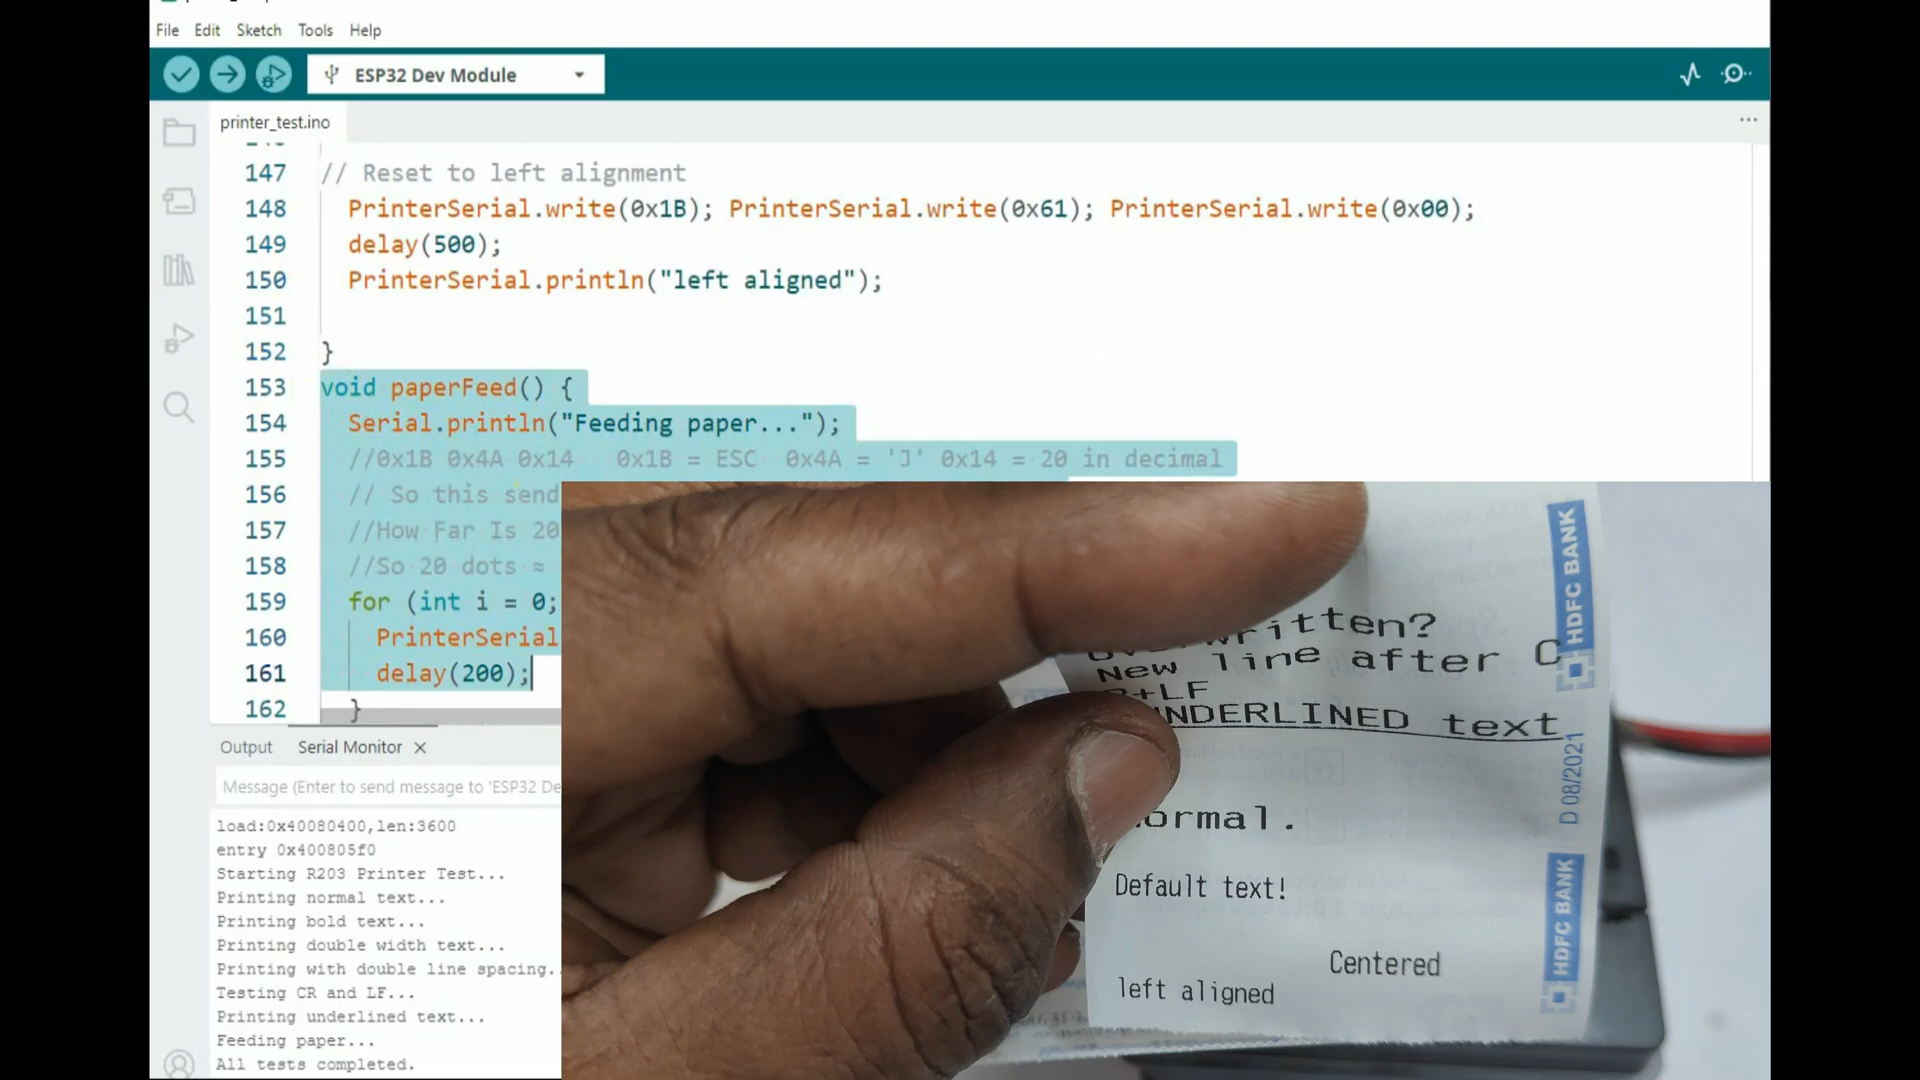 File Edit Sketch Tools Help
ESP32 Dev Module
printer_test.ino
147 // Reset to left alignment
148 PrinterSerial.write(0x1B); PrinterSerial.write(0x61); PrinterSerial.write(0x00);
149 delay(500);
150 PrinterSerial.println("left aligned");
151
152 }
153 void paperFeed() {
154 Serial.println("Feeding paper...");
155 //0x1B 0x4A 0x14 0x1B = ESC 0x4A = 'J' 0x14 = 20 in decimal
156 // So this send
157 //How Far Is 20
158 //So 20 dots ≈
159 for (int i = 0;
160 PrinterSerial
161 delay(200);
162 }
Output Serial Monitor
Message (Enter to send message to 'ESP32 De
load:0x40080400,len:3600
entry 0x400805f0
Starting R203 Printer Test...
Printing normal text...
Printing bold text...
Printing double width text...
Printing with double line spacing..
Testing CR and LF...
Printing underlined text...
Feeding paper...
All tests completed.
written?
New line after C
R+LF
UNDERLINED text
normal.
Default text!
Centered
left aligned
HDFC BANK
D 08/2021
HDFC BANK